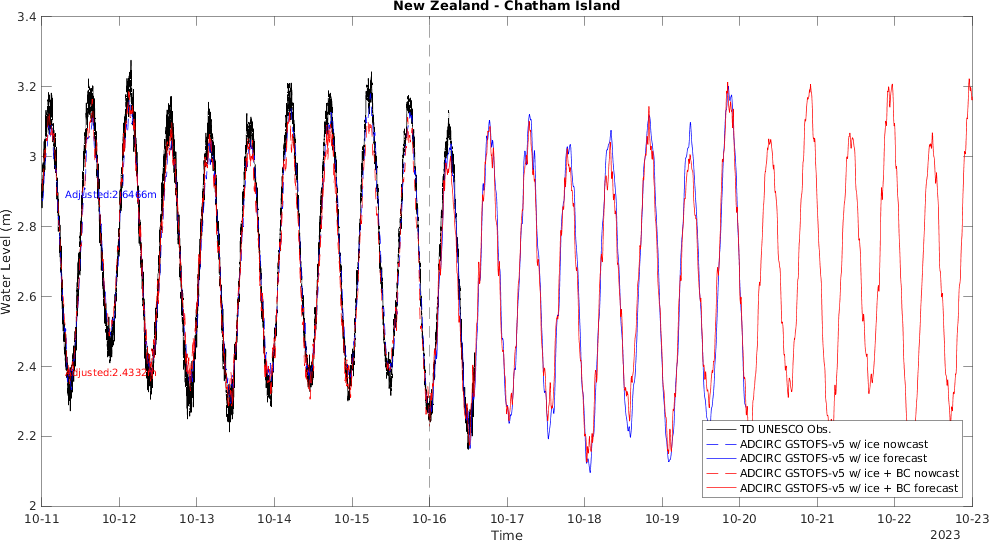 New Zealand - Chatham Island
3.4
3.2
3
2.8
2.6
2.4
2.2
2
Water Level (m)
Adjusted:2.6466m
Adjusted:2.4332m
TD UNESCO Obs.
ADCIRC GSTOFS-v5 w/ ice nowcast
ADCIRC GSTOFS-v5 w/ ice forecast
ADCIRC GSTOFS-v5 w/ ice + BC nowcast
ADCIRC GSTOFS-v5 w/ ice + BC forecast
10-11 10-12 10-13 10-14 10-15 10-16 10-17 10-18 10-19 10-20 10-21 10-22 10-23
Time
2023